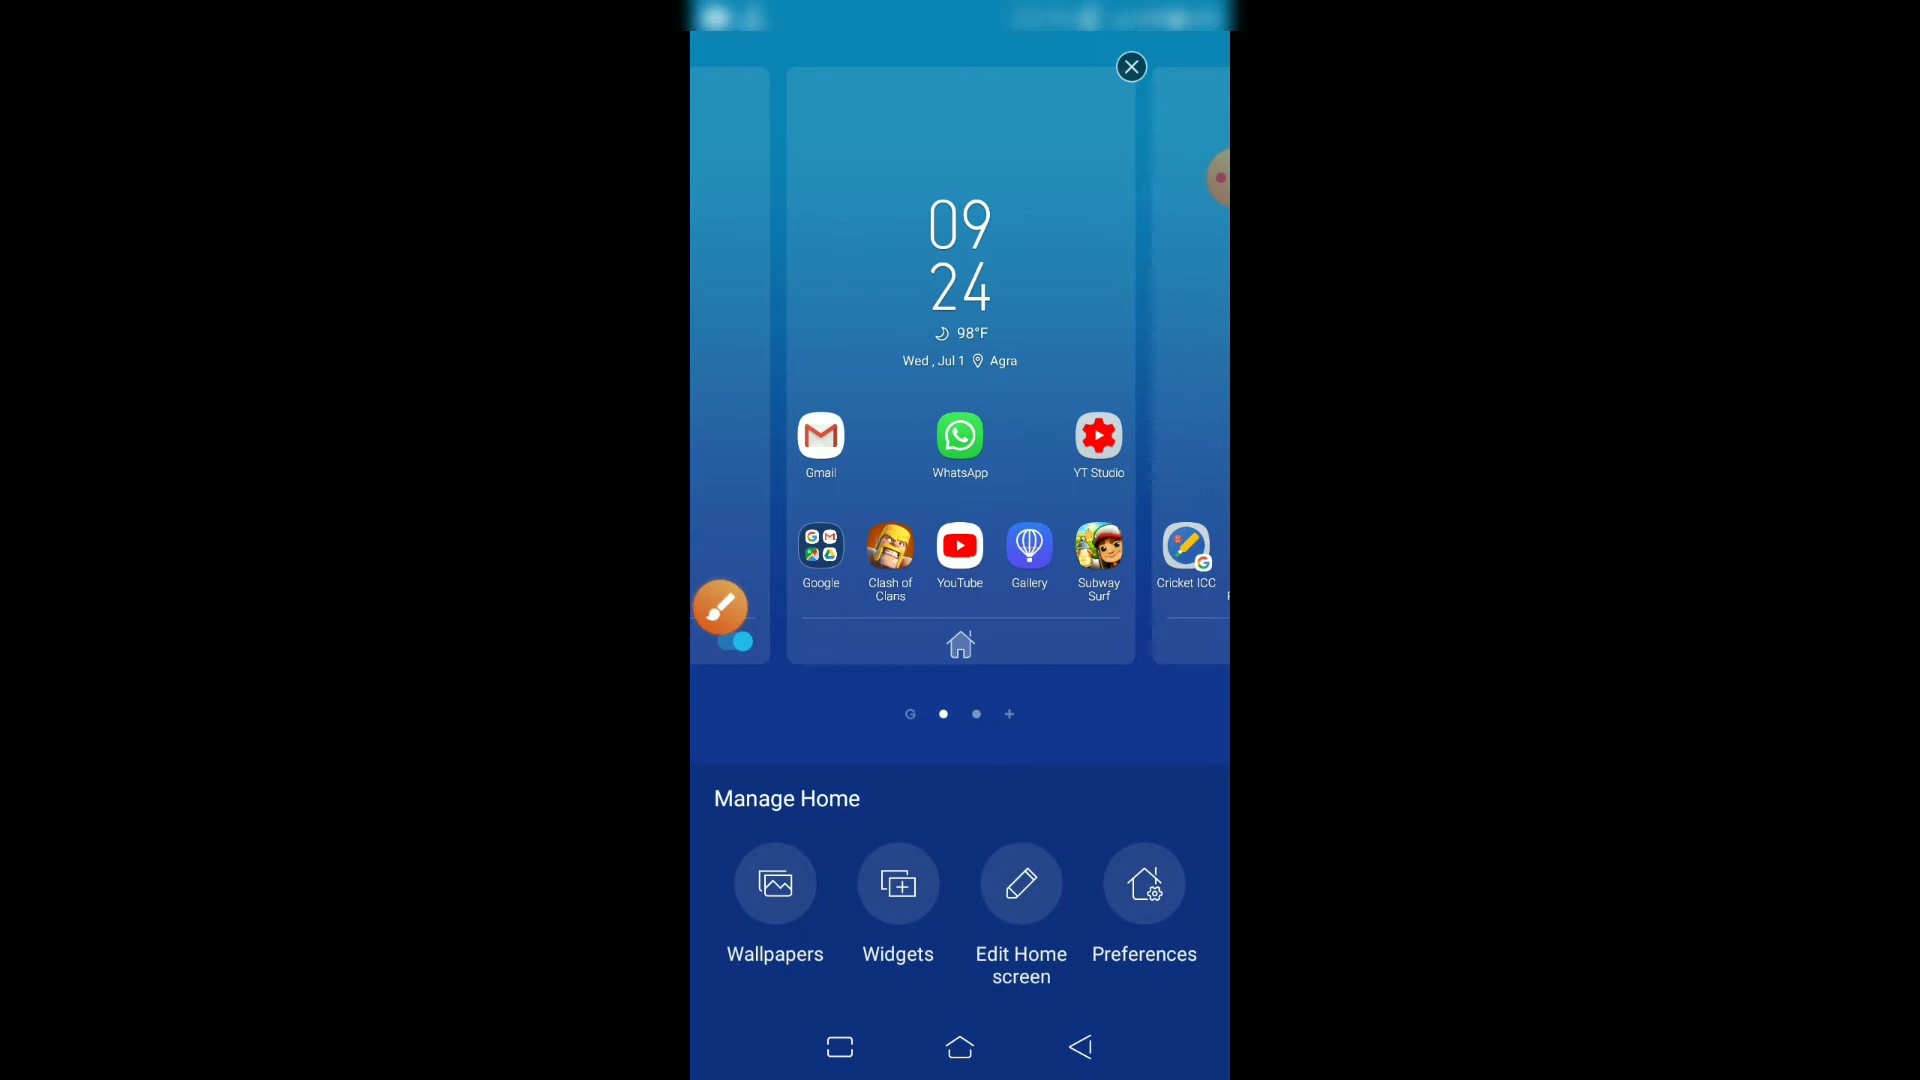 09
24
98°F
Wed , Jul 1 Agra
Gmail WhatsApp YT Studio
Google Clash of Clans YouTube Gallery Subway Surf Cricket ICC
G +
Manage Home
Wallpapers Widgets Edit Home screen Preferences